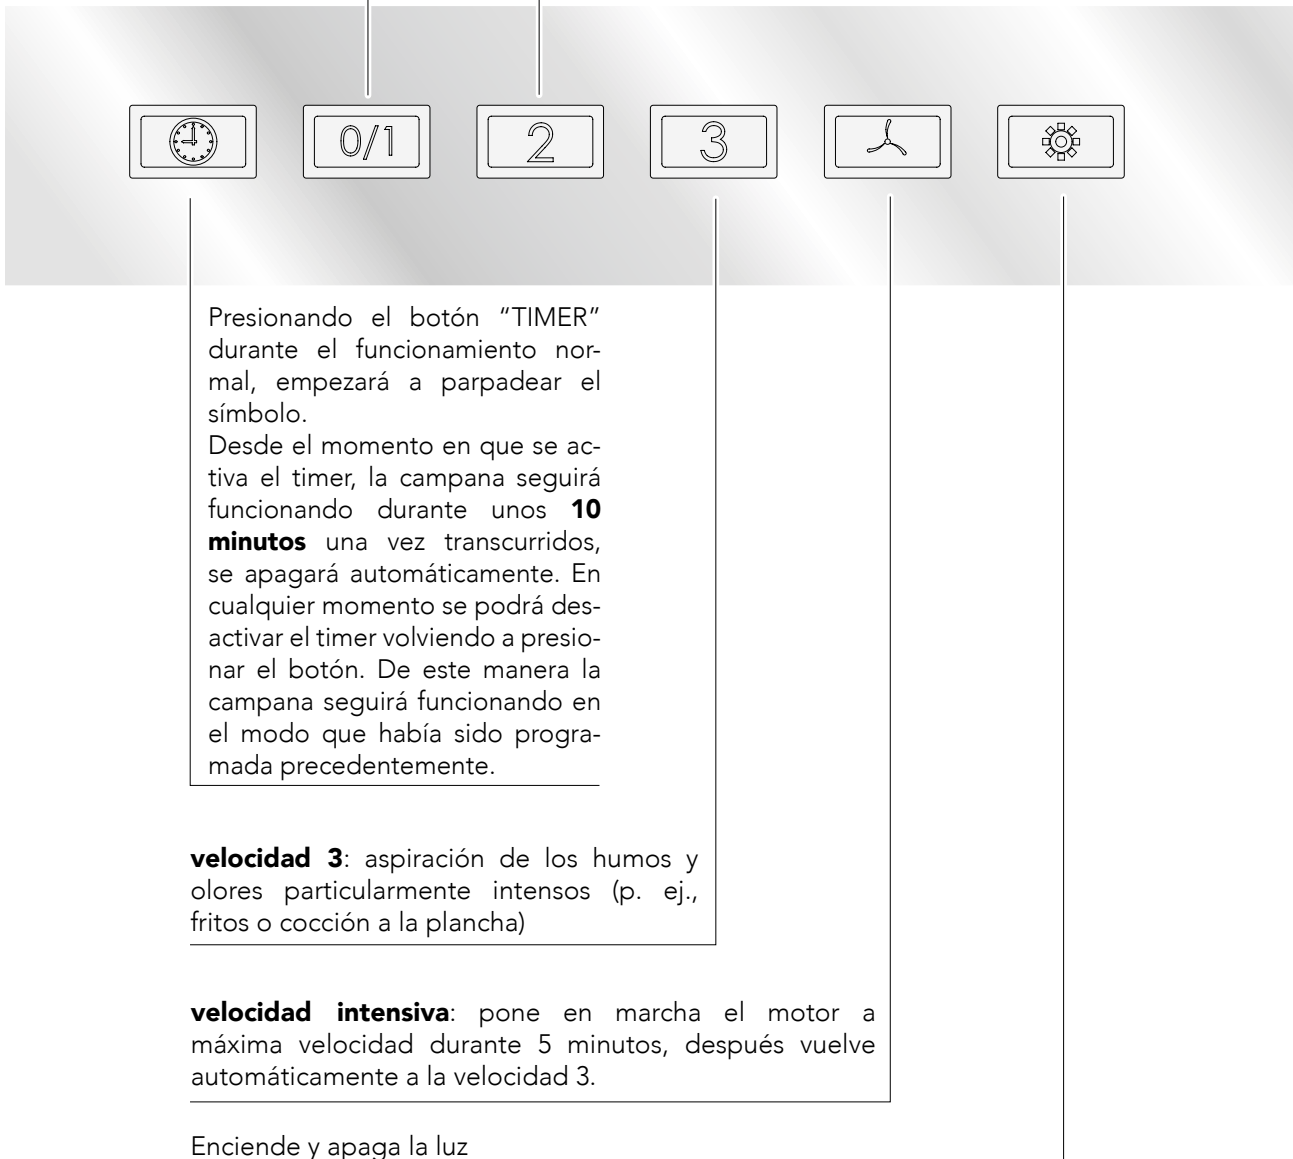 0/1 2 3
Presionando el botón “TIMER”
durante el funcionamiento nor-
mal, empezará a parpadear el
símbolo.
Desde el momento en que se ac-
tiva el timer, la campana seguirá
funcionando durante unos 10
minutos una vez transcurridos,
se apagará automáticamente. En
cualquier momento se podrá des-
activar el timer volviendo a presio-
nar el botón. De este manera la
campana seguirá funcionando en
el modo que había sido progra-
mada precedentemente.
velocidad 3: aspiración de los humos y
olores particularmente intensos (p. ej.,
fritos o cocción a la plancha)
velocidad intensiva: pone en marcha el motor a
máxima velocidad durante 5 minutos, después vuelve
automáticamente a la velocidad 3.
Enciende y apaga la luz